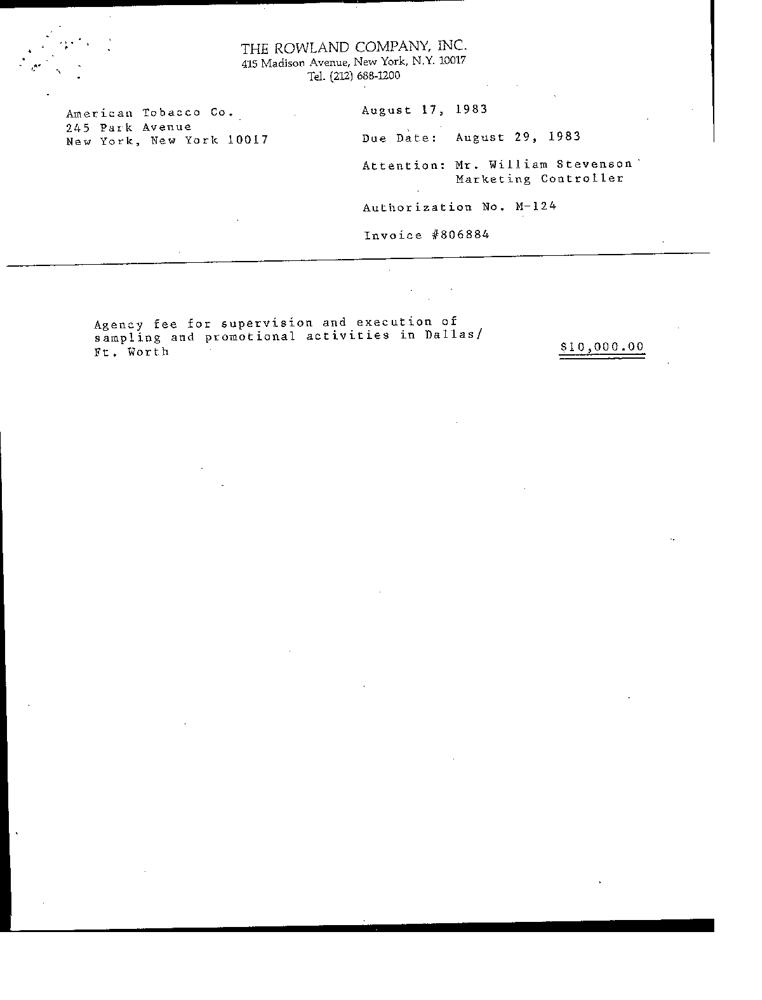 THE ROWLAND COMPANY, INC.
415 Madison Avenue, New York, N.Y. 10017
Tel. (212) 688-1200
American Tobacco Co.
245 Park Avenue
New York, New York 10017
August 17, 1983
Due Date: August 29, 1983
Attention: Mr. William Stevenson
Marketing Controller
Authorization No. M-124
Invoice #806884
Agency fee for supervision and execution of
sampling and promotional activities in Dallas/
Ft. Worth
$10,000.00